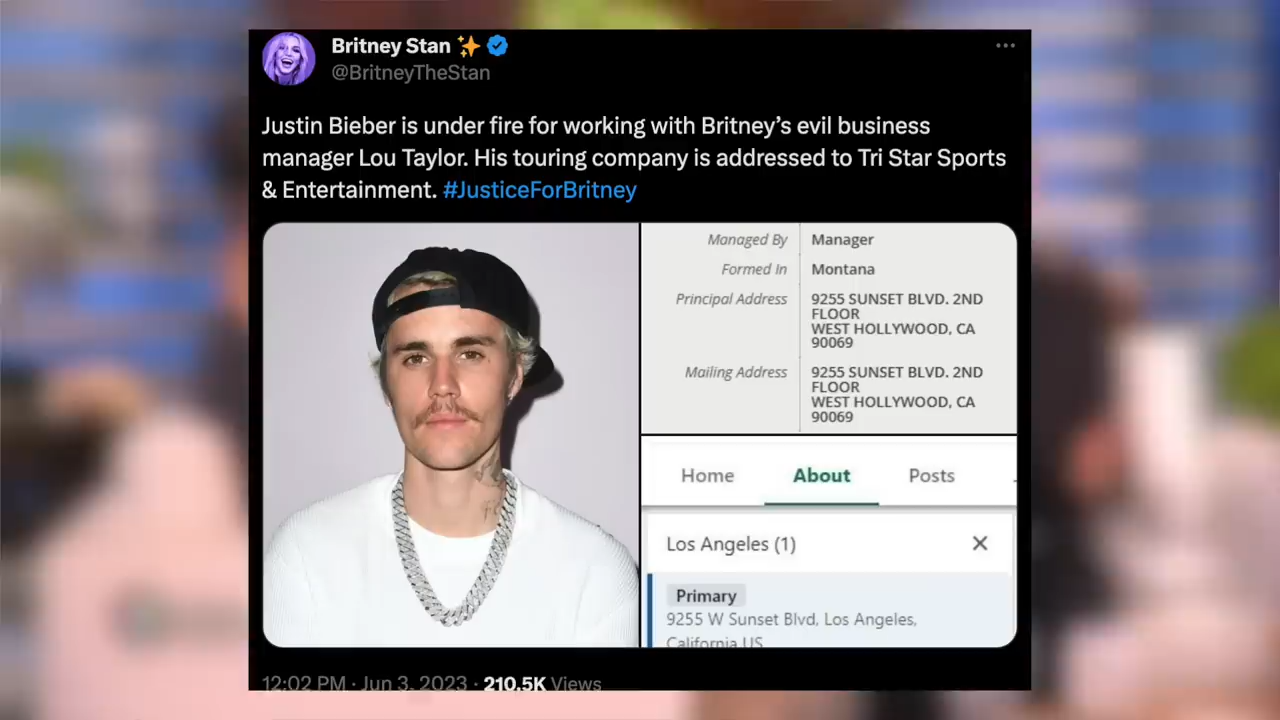 Britney Stan ✨
@BritneyTheStan
Justin Bieber is under fire for working with Britney’s evil business
manager Lou Taylor. His touring company is addressed to Tri Star Sports
& Entertainment. #JusticeForBritney
Managed By Manager
Formed In Montana
Principal Address 9255 SUNSET BLVD. 2ND
FLOOR
WEST HOLLYWOOD, CA
90069
Mailing Address 9255 SUNSET BLVD. 2ND
FLOOR
WEST HOLLYWOOD, CA
90069
Home About Posts
Los Angeles (1)
Primary
9255 W Sunset Blvd, Los Angeles,
California US
12:02 PM · Jun 3, 2023 · 210.5K Views